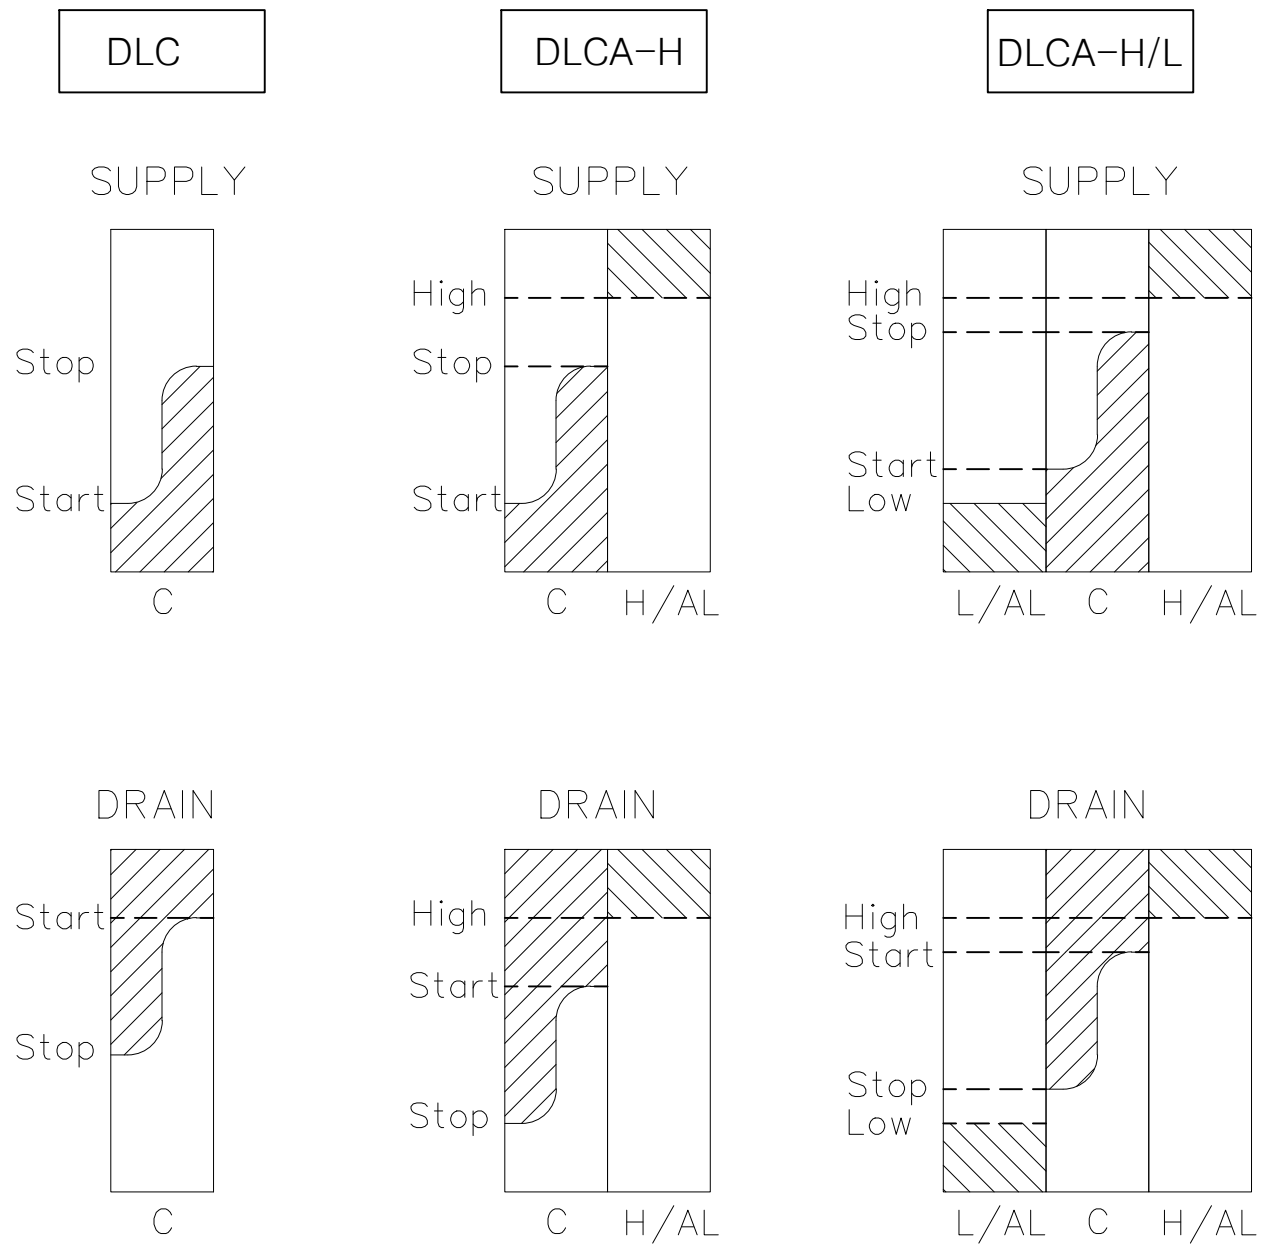 DLC
DLCA-H
DLCA-H/L
SUPPLY
SUPPLY
SUPPLY
Stop
Start
C
High
Stop
Start
C
H/AL
High
Stop
Start
Low
L/AL
C
H/AL
DRAIN
DRAIN
DRAIN
Start
Stop
C
High
Start
Stop
C
H/AL
High
Start
Stop
Low
L/AL
C
H/AL